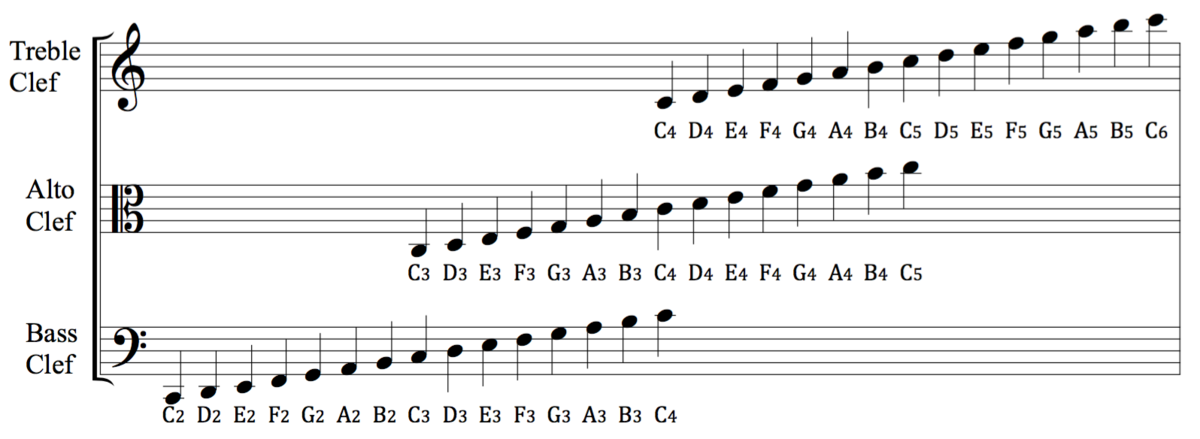 Treble
Clef
C4 D4 E4 F4 G4 A4 B4 C5 D5 E5 F5 G5 A5 B5 C6
Alto
Clef
C3 D3 E3 F3 G3 A3 B3 C4 D4 E4 F4 G4 A4 B4 C5
Bass
Clef
C2 D2 E2 F2 G2 A2 B2 C3 D3 E3 F3 G3 A3 B3 C4